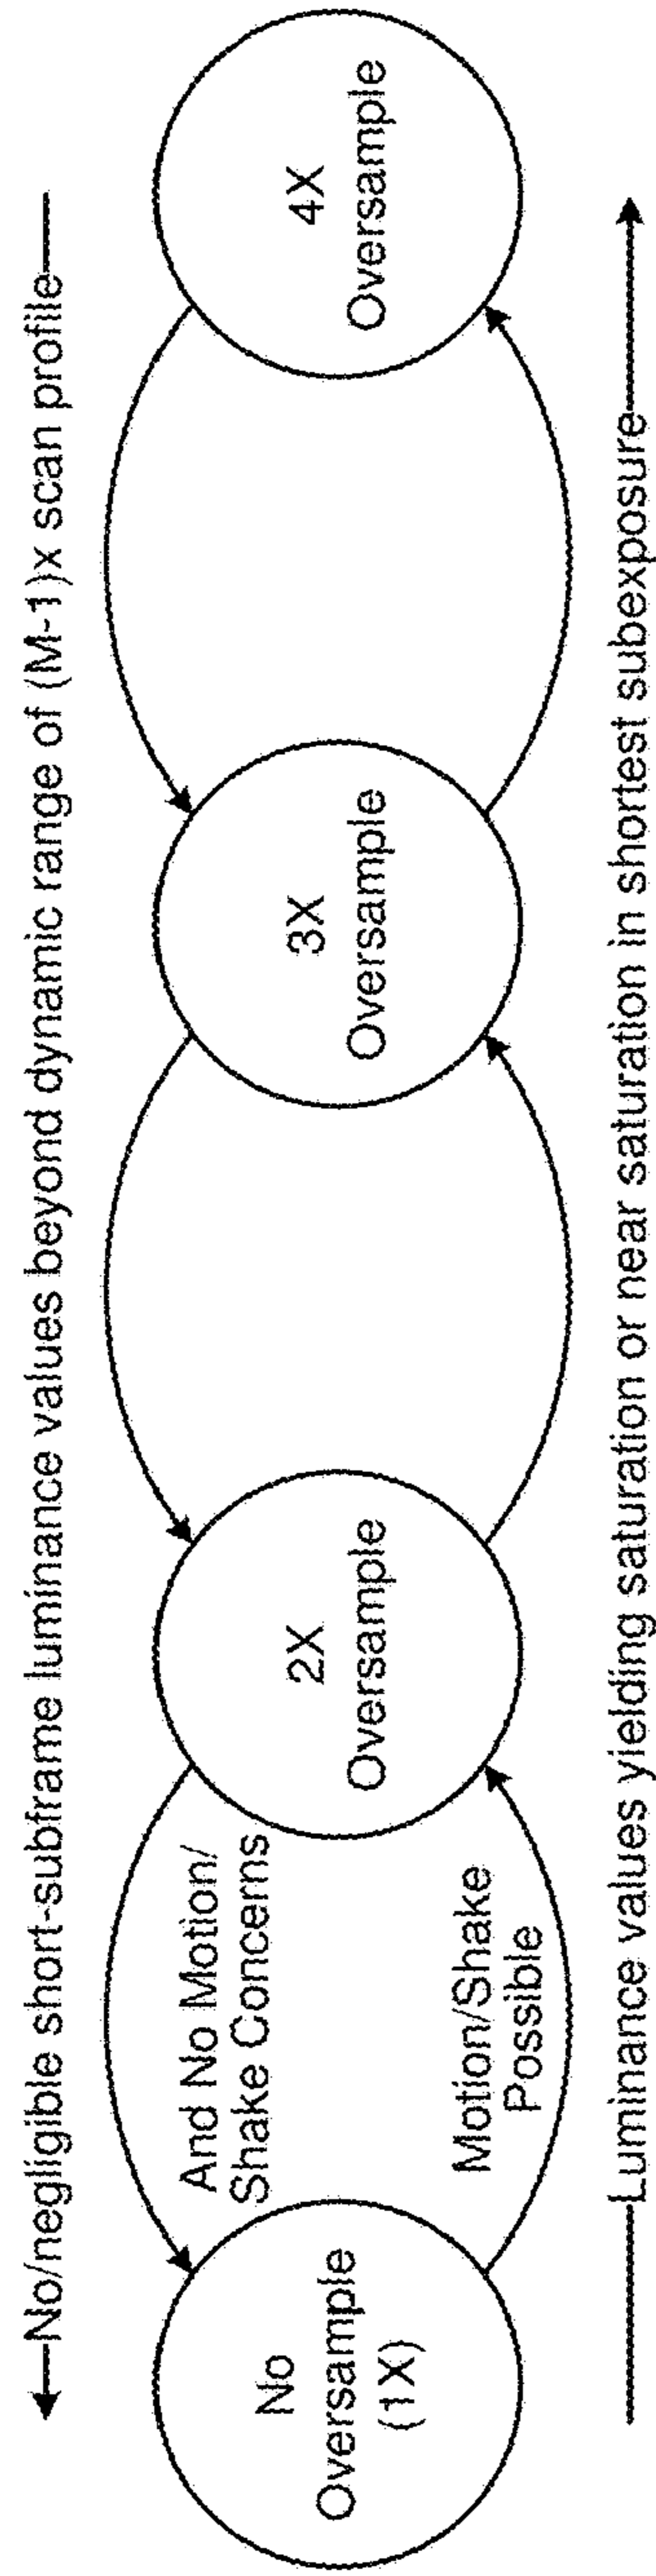 No/negligible short-subframe luminance values beyond dynamic range of (M-1)x scan profile
And No Motion/
Shake Concerns
No
Oversample
(1X)
2X
Oversample
3X
Oversample
4X
Oversample
Motion/Shake
Possible
Luminance values yielding saturation or near saturation in shortest subexposure